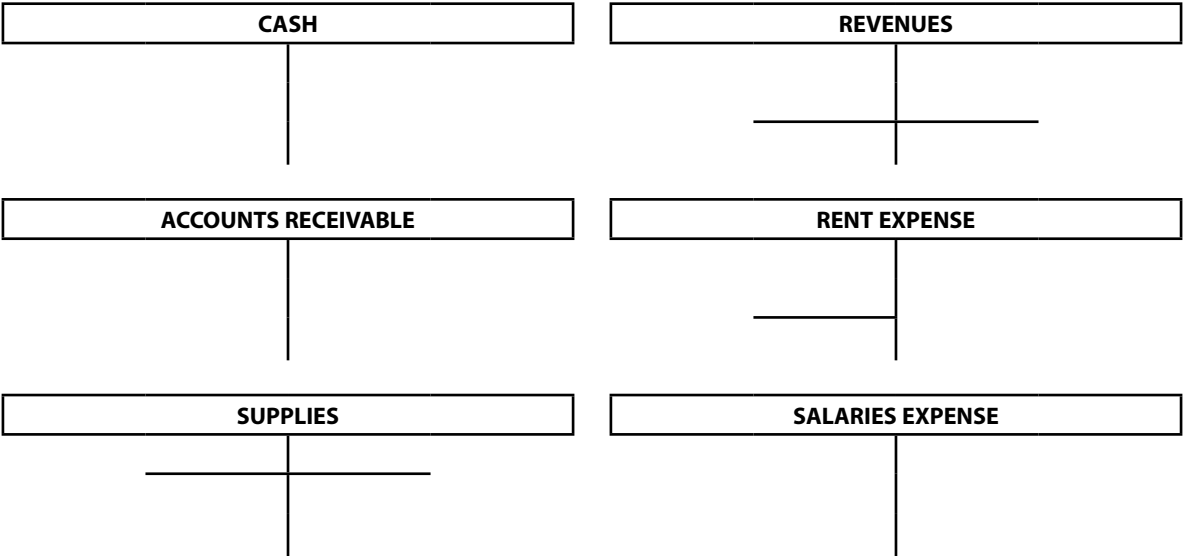 CASH
REVENUES
ACCOUNTS RECEIVABLE
RENT EXPENSE
SUPPLIES
SALARIES EXPENSE